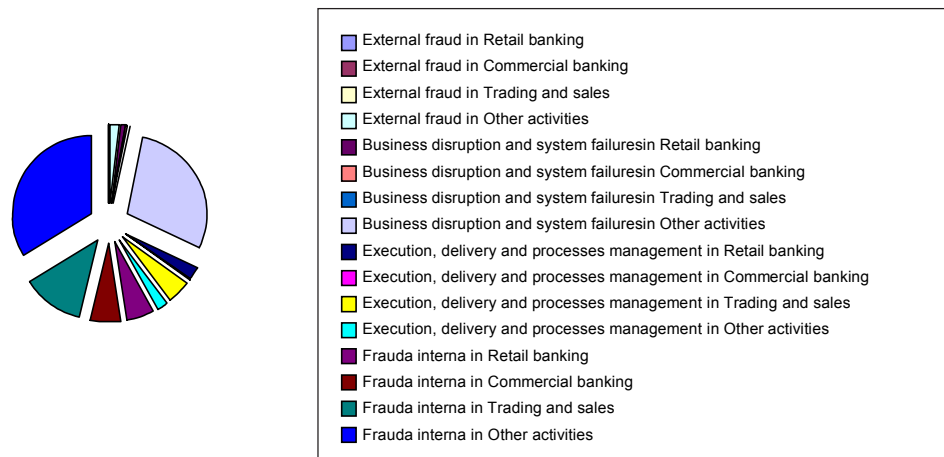 External fraud in Retail banking
External fraud in Commercial banking
External fraud in Trading and sales
External fraud in Other activities
Business disruption and system failuresin Retail banking
Business disruption and system failuresin Commercial banking
Business disruption and system failuresin Trading and sales
Business disruption and system failuresin Other activities
Execution, delivery and processes management in Retail banking
Execution, delivery and processes management in Commercial banking
Execution, delivery and processes management in Trading and sales
Execution, delivery and processes management in Other activities
Frauda interna in Retail banking
Frauda interna in Commercial banking
Frauda interna in Trading and sales
Frauda interna in Other activities